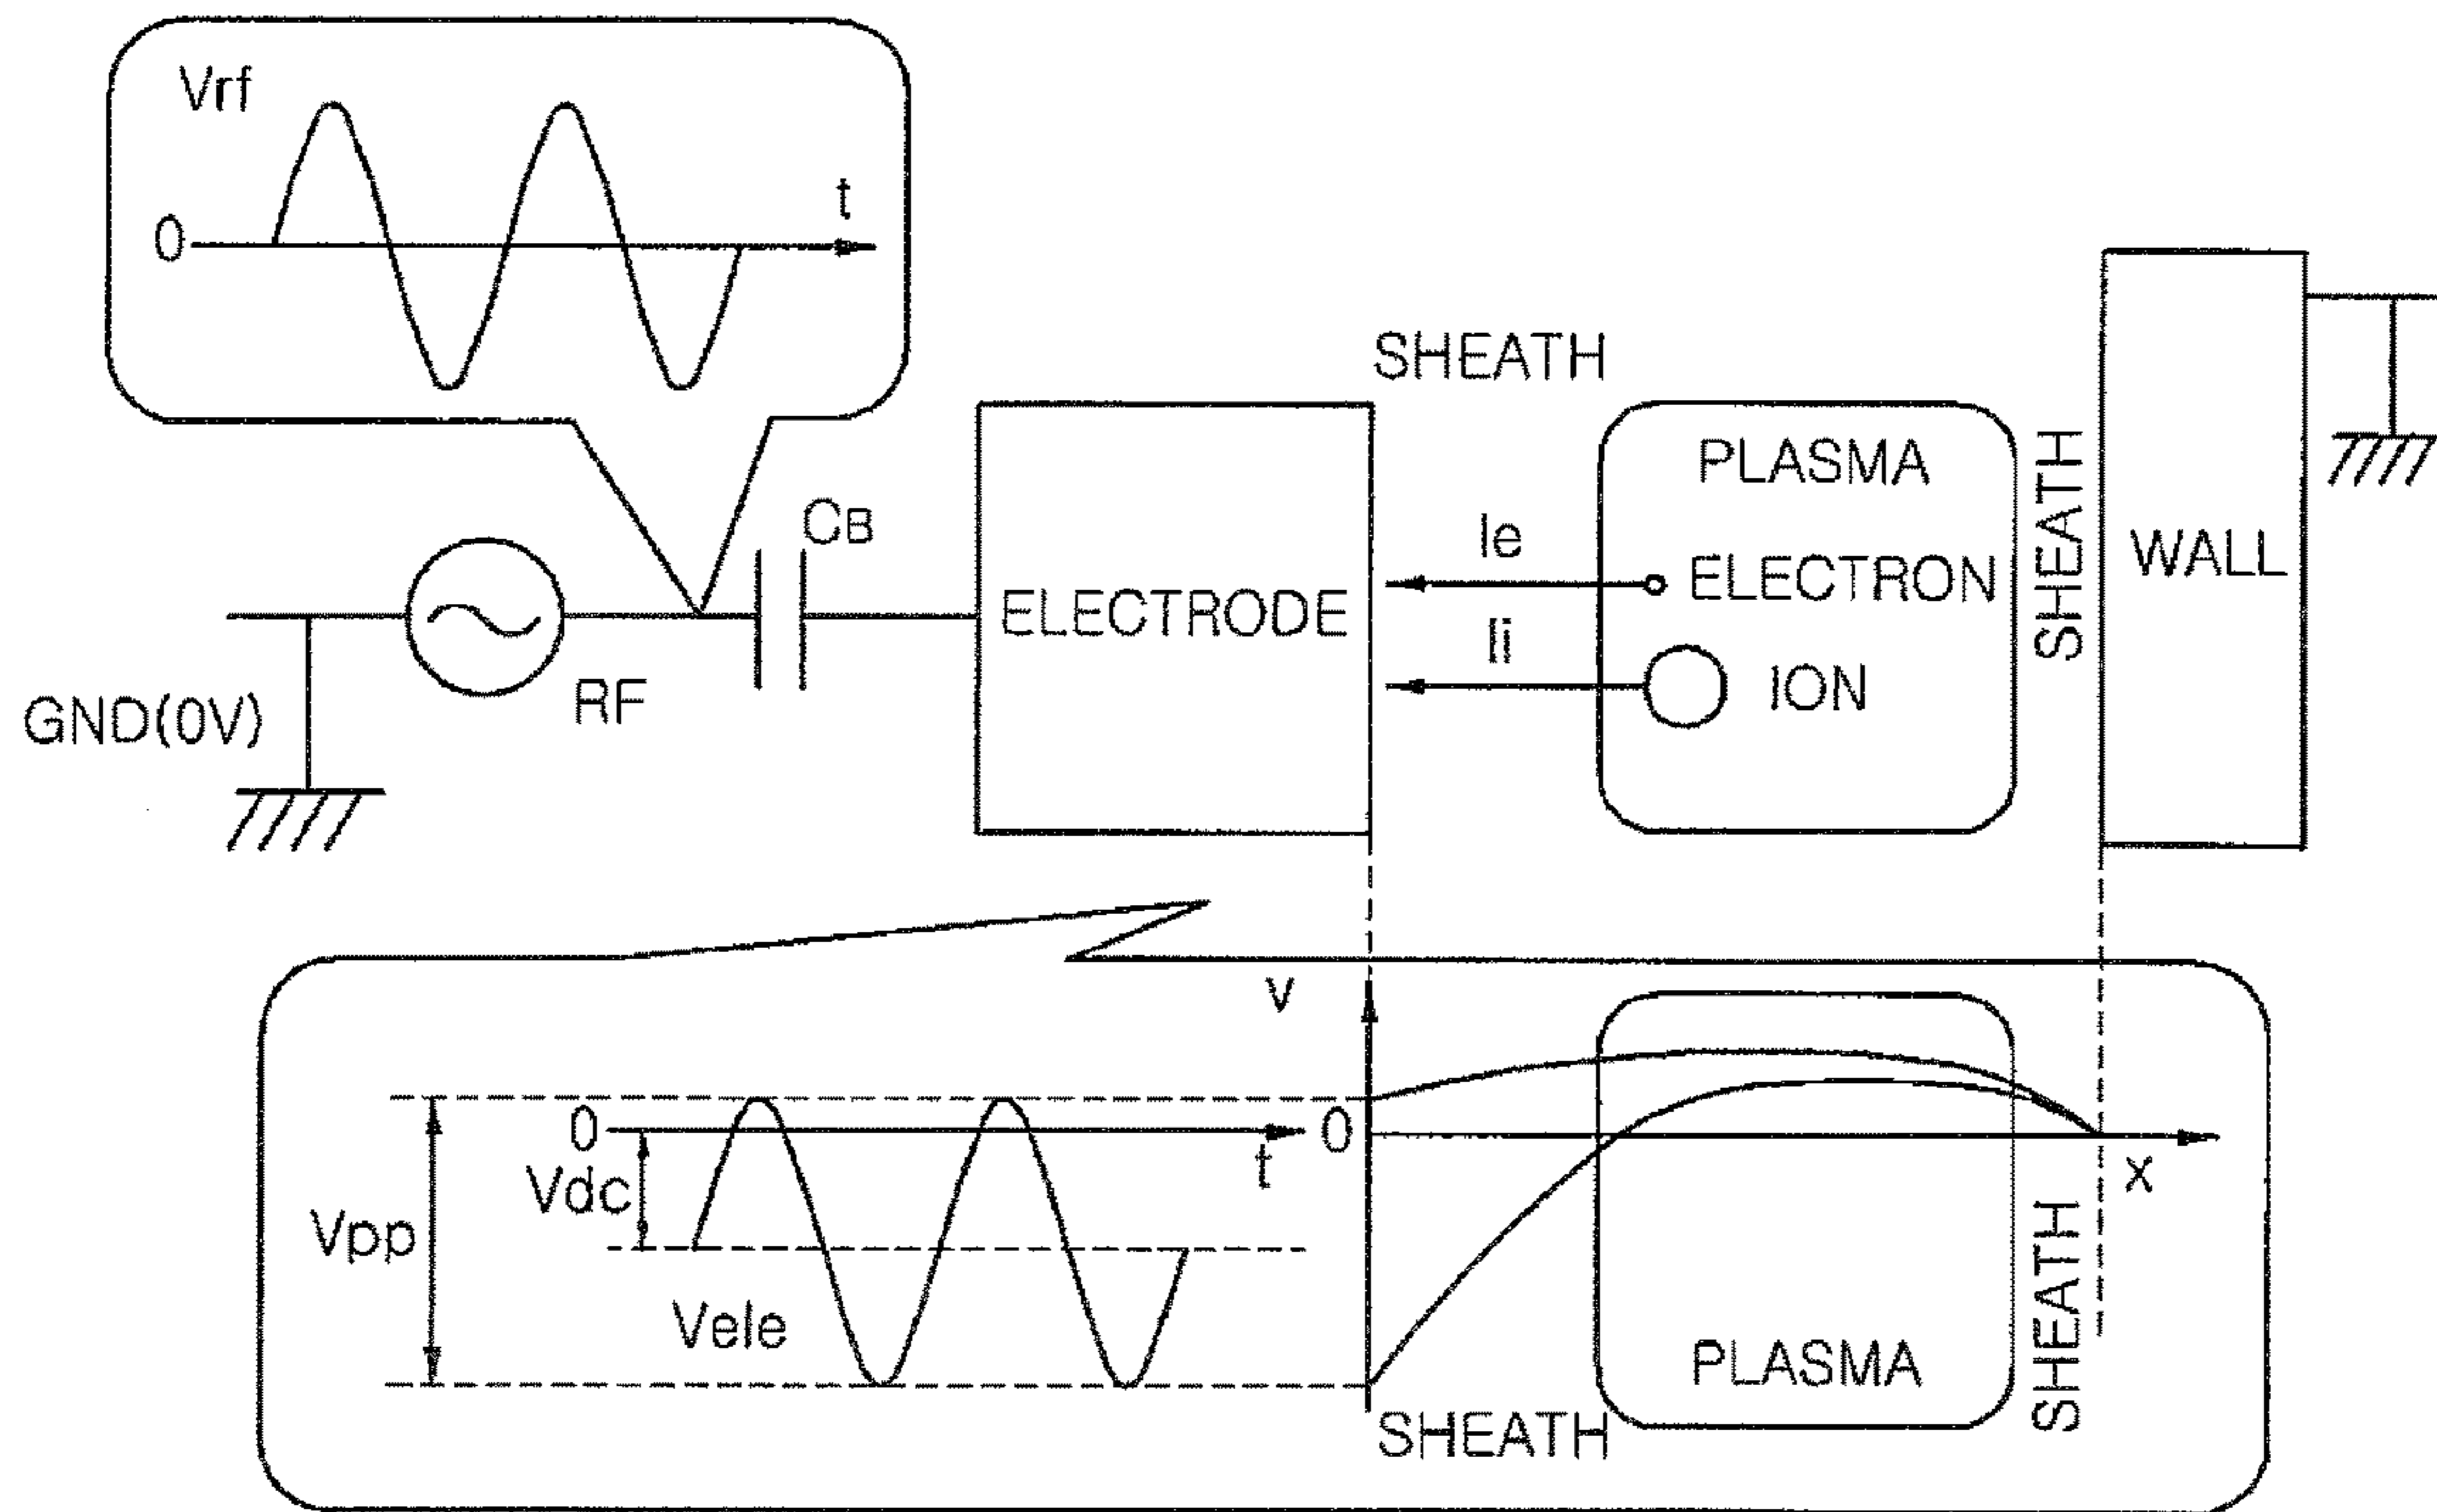 Vrf
t
0
SHEATH
PLASMA
CB
Ie
ELECTRON
SHEATH
WALL
ELECTRODE
Ii
ION
RF
GND(0V)
v
0
0
t
Vdc
x
Vpp
Vele
PLASMA
SHEATH
SHEATH